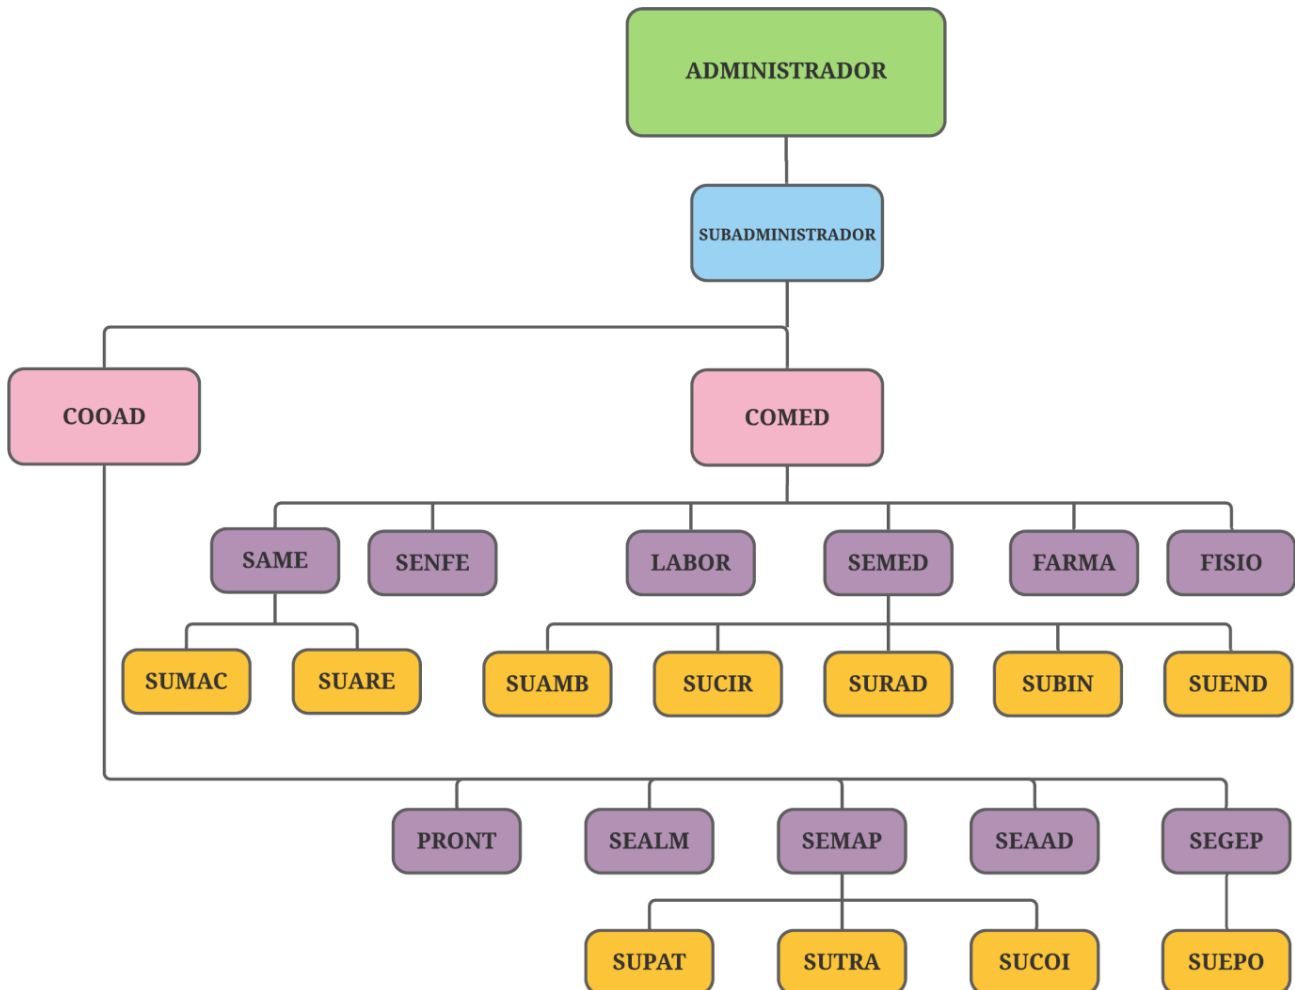 ADMINISTRADOR
SUBADMINISTRADOR
COOAD
COMED
SAME
SENFE
LABOR
SEMED
FARMA
FISIO
SUMAC
SUARE
SUAMB
SUCIR
SURAD
SUBIN
SUEND
PRONT
SEALM
SEMAP
SEAAD
SEGEP
SUPAT
SUTRA
SUCOI
SUEPO